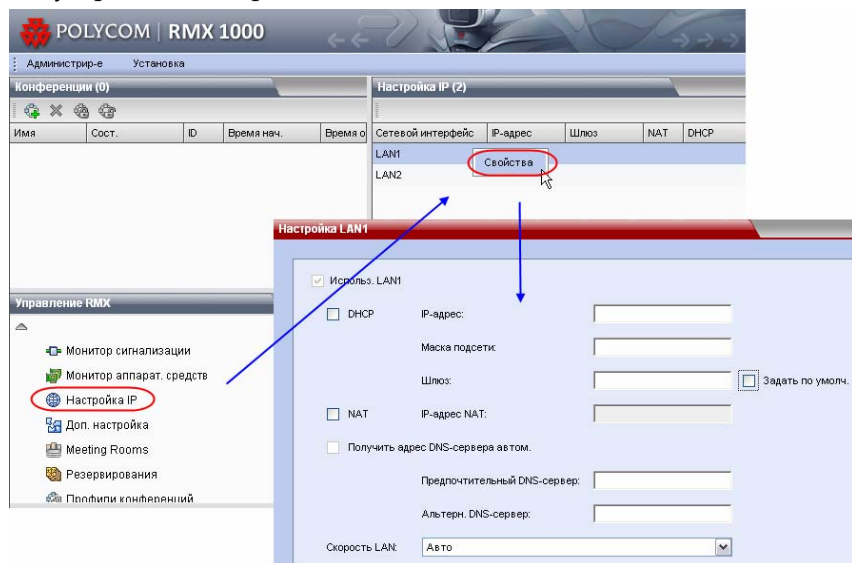 POLYCOM | RMX 1000
Администрир-е Установка
Конференции (0)
Имя Сост. ID Время нач. Время о
Настройка IP (2)
Сетевой интерфейс IP-адрес Шлюз NAT DHCP
LAN1
LAN2
Свойства
Управление RMX
Монитор сигнализации
Монитор аппарат. средств
Настройка IP
Доп. настройка
Meeting Rooms
Резервирования
Профили конференций
Настройка LAN1
Использ. LAN1
DHCP IP-адрес:
Маска подсети:
Шлюз: Задать по умолч.
NAT IP-адрес NAT:
Получить адрес DNS-сервера автом.
Предпочтительный DNS-сервер:
Альтерн. DNS-сервер:
Скорость LAN: Авто